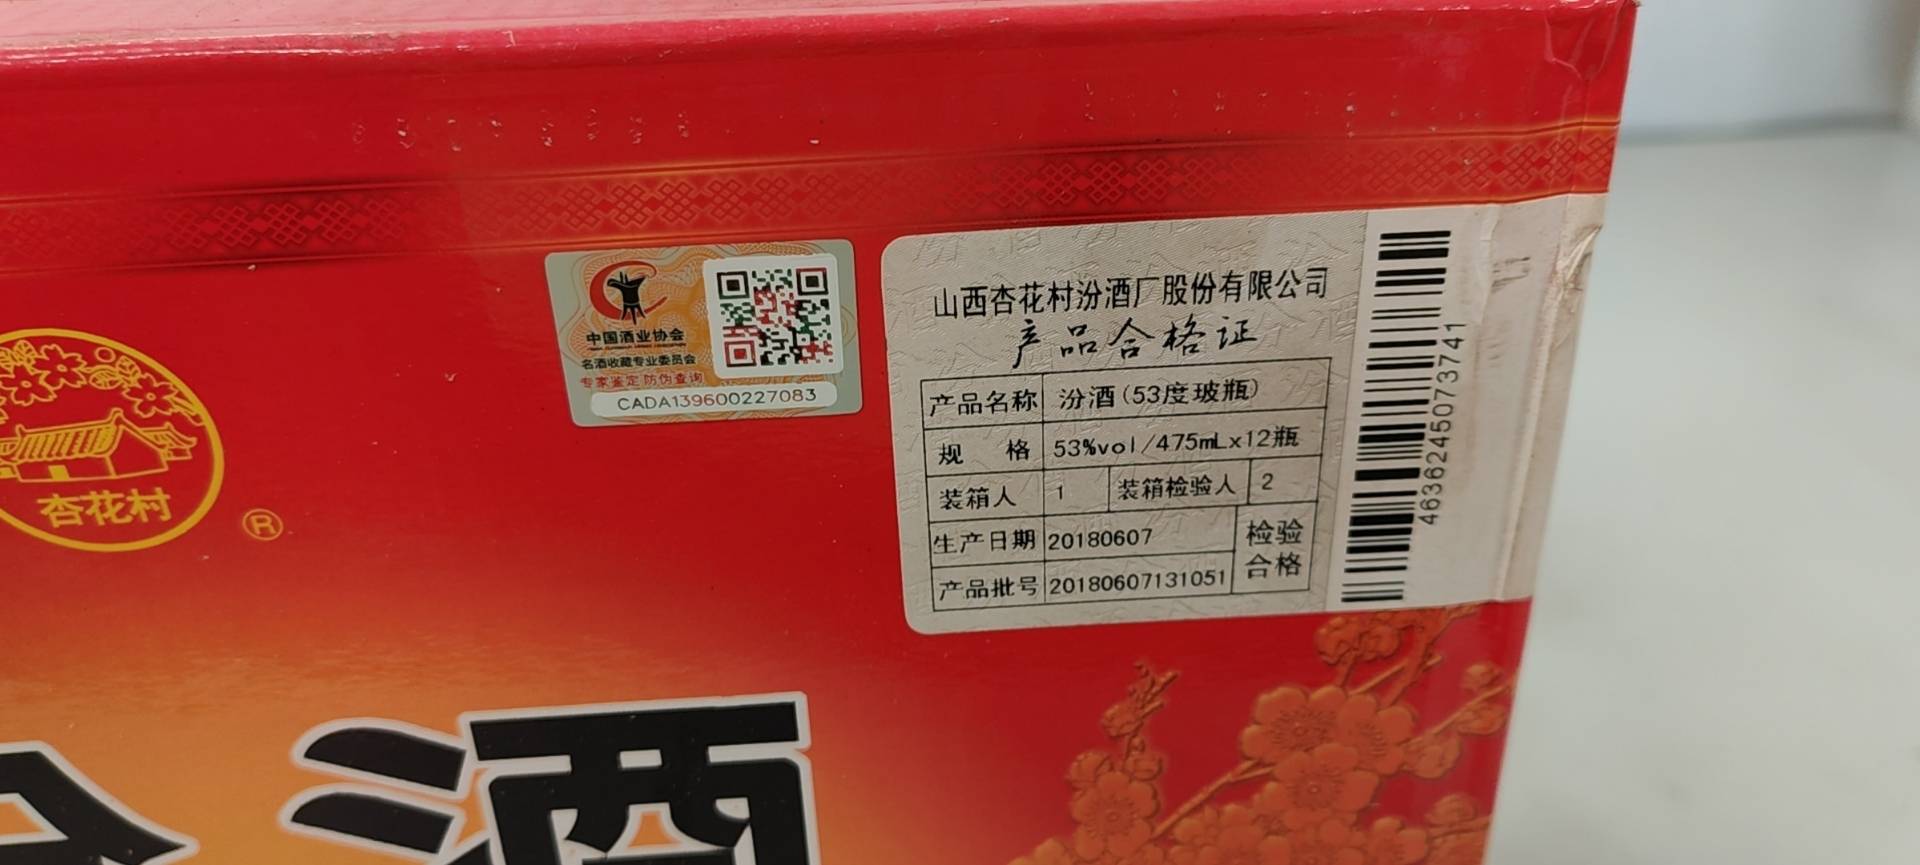 中国酒业协会
名酒收藏专业委员会
专家鉴定 防伪查询
CADA139600227083
山西杏花村汾酒厂股份有限公司
产品合格证
产品名称 汾酒(53度玻瓶)
规 格 53%vol/475mLx12瓶
装箱人 1 装箱检验人 2
生产日期 20180607 检验
产品批号 20180607131051 合格
46362450737​41
杏花村
®
汾酒